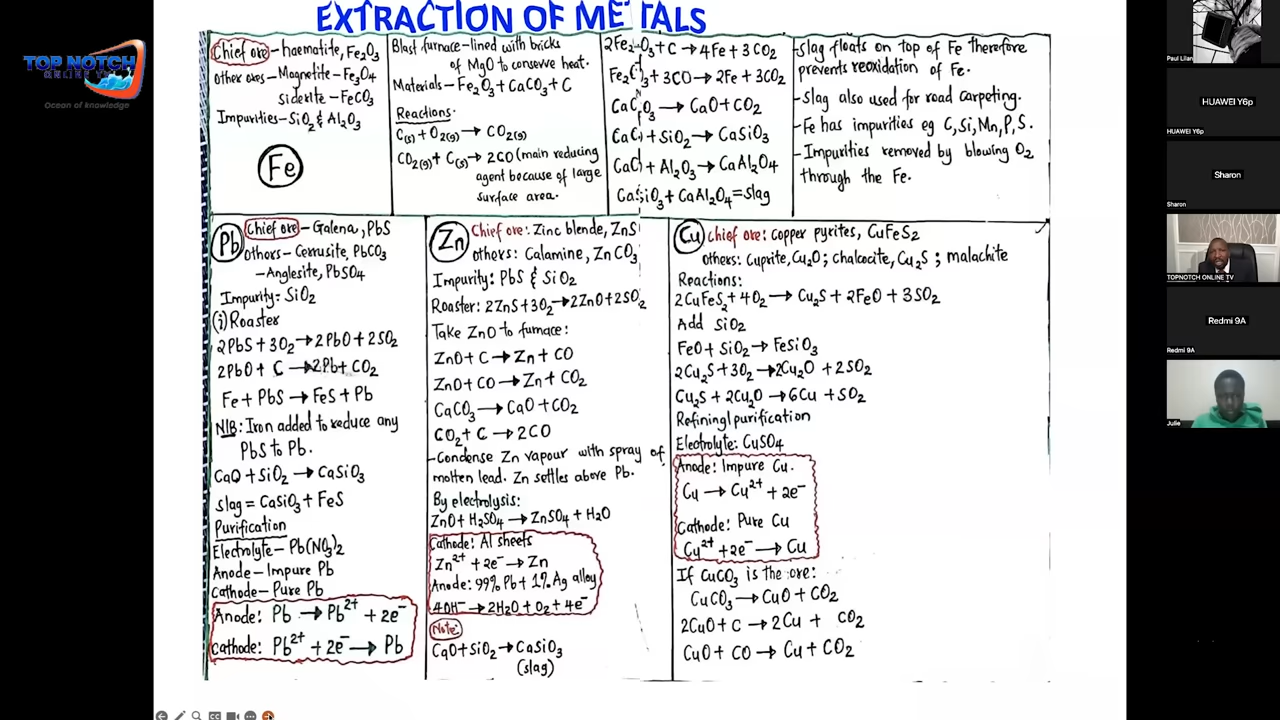 EXTRACTION OF METALS
TOP NOTCH
ONLINE TV
Ocean of knowledge
Chief ore - haematite, Fe2O3
other ores - Magnetite - Fe3O4
siderite - FeCO3
Impurities - SiO2 & Al2O3
Fe
Blast furnace - lined with bricks
of MgO to conserve heat.
Materials - Fe2O3 + CaCO3 + C
Reactions:
C(s) + O2(g) → CO2(g)
CO2(g) + C(s) → 2CO (main reducing
agent because of large
surface area.
2Fe2O3 + C → 4Fe + 3CO2
Fe2O3 + 3CO → 2Fe + 3CO2
CaCO3 → CaO + CO2
CaO + SiO2 → CaSiO3
CaO + Al2O3 → CaAl2O4
CaSiO3 + CaAl2O4 = slag
- Slag floats on top of Fe therefore
prevents reoxidation of Fe.
- Slag also used for road carpeting.
- Fe has impurities eg C, Si, Mn, P, S.
- Impurities removed by blowing O2
through the Fe.
Pb
Chief ore - Galena, PbS
Others - Cerrusite, PbCO3
- Anglesite, PbSO4
Impurity: SiO2
(i) Roaster
2PbS + 3O2 → 2PbO + 2SO2
2PbO + C → 2Pb + CO2
Fe + PbS → FeS + Pb
N/B: Iron added to reduce any
PbS to Pb.
CaO + SiO2 → CaSiO3
slag = CaSiO3 + FeS
Purification
Electrolyte - Pb(NO3)2
Anode - Impure Pb
Cathode - Pure Pb
Anode: Pb → Pb2+ + 2e-
cathode: Pb2+ + 2e- → Pb
Zn
Chief ore: Zinc blende, ZnS
others: Calamine, ZnCO3
Impurity: PbS & SiO2
Roaster: 2ZnS + 3O2 → 2ZnO + 2SO2
Take ZnO to furnace:
ZnO + C → Zn + CO
ZnO + CO → Zn + CO2
CaCO3 → CaO + CO2
CO2 + C → 2CO
- Condense Zn vapour with spray of
molten lead. Zn settles above Pb.
By electrolysis:
ZnO + H2SO4 → ZnSO4 + H2O
Cathode: Al sheets
Zn2+ + 2e- → Zn
Anode: 99% Pb + 1% Ag alloy
4OH- → 2H2O + O2 + 4e-
Note:
CaO + SiO2 → CaSiO3
(slag)
Cu
chief ore: copper pyrites, CuFeS2
others: Cuprite, Cu2O; chalcocite, Cu2S; malachite
Reactions:
2CuFeS2 + 4O2 → Cu2S + 2FeO + 3SO2
Add SiO2
FeO + SiO2 → FeSiO3
2Cu2S + 3O2 → 2Cu2O + 2SO2
Cu2S + 2Cu2O → 6Cu + SO2
Refining/purification
Electrolyte: CuSO4
Anode: Impure Cu.
Cu → Cu2+ + 2e-
Cathode: Pure Cu
Cu2+ + 2e- → Cu
If CuCO3 is the ore:
CuCO3 → CuO + CO2
2CuO + C → 2Cu + CO2
CuO + CO → Cu + CO2
Paul Lilan
HUAWEI Y6p
HUAWEI Y6p
Sharon
Sharon
TOPNOTCH ONLINE TV
Redmi 9A
Redmi 9A
Julie